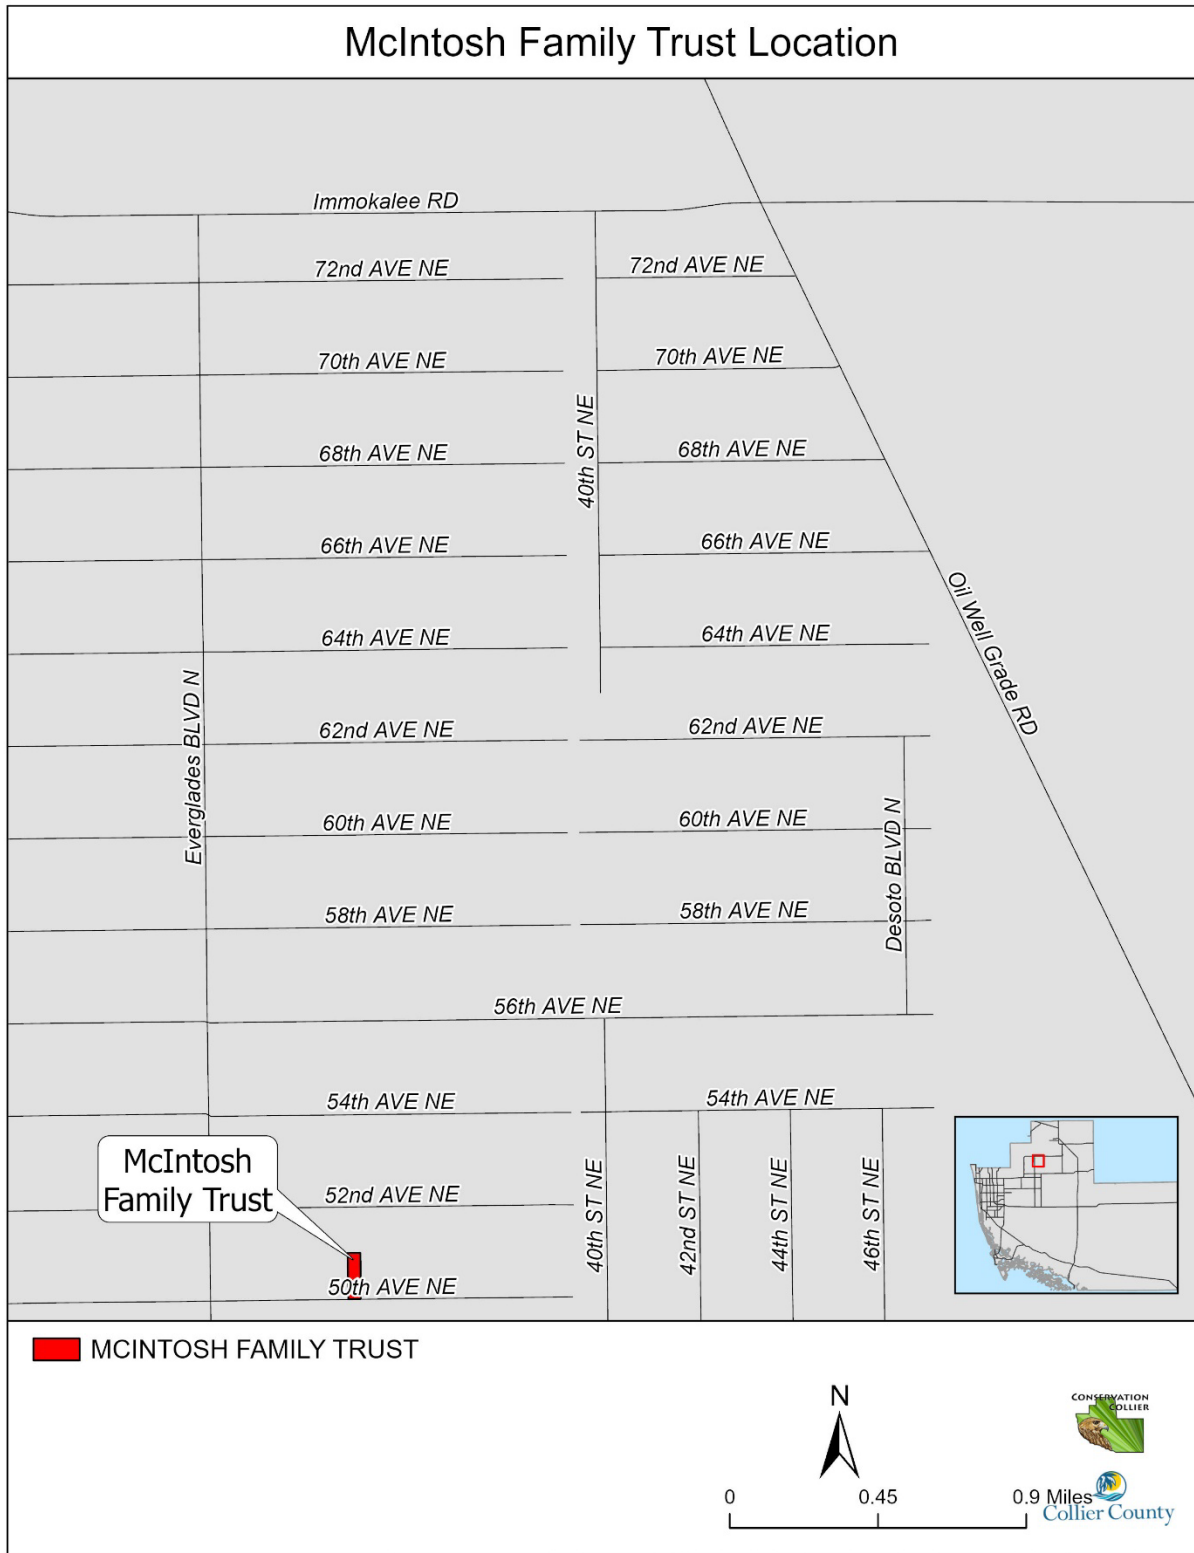 McIntosh Family Trust Location
Immokalee RD
72nd AVE NE
72nd AVE NE
70th AVE NE
70th AVE NE
40th ST NE
68th AVE NE
68th AVE NE
66th AVE NE
66th AVE NE
Oil Well Grade RD
64th AVE NE
64th AVE NE
Everglades BLVD N
62nd AVE NE
62nd AVE NE
60th AVE NE
60th AVE NE
Desoto BLVD N
58th AVE NE
58th AVE NE
56th AVE NE
54th AVE NE
54th AVE NE
McIntosh
Family Trust
52nd AVE NE
40th ST NE
42nd ST NE
44th ST NE
46th ST NE
50th AVE NE
MCINTOSH FAMILY TRUST
N
CONSERVATION
COLLIER
0 0.45 0.9 Miles
Collier County